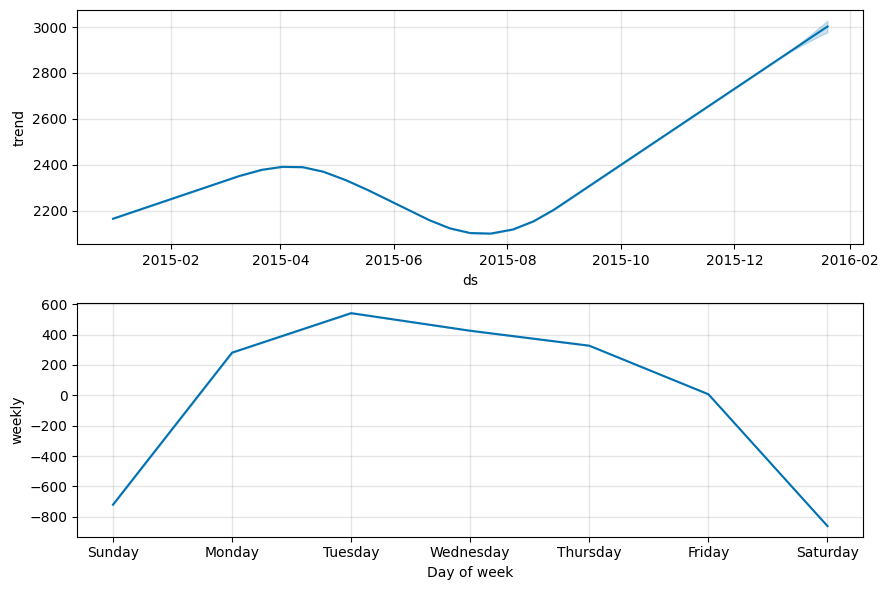 3000
2800
2600
2400
2200
trend
2015-02 2015-04 2015-06 2015-08 2015-10 2015-12 2016-02
ds
600
400
200
0
−200
−400
−600
−800
weekly
Sunday Monday Tuesday Wednesday Thursday Friday Saturday
Day of week